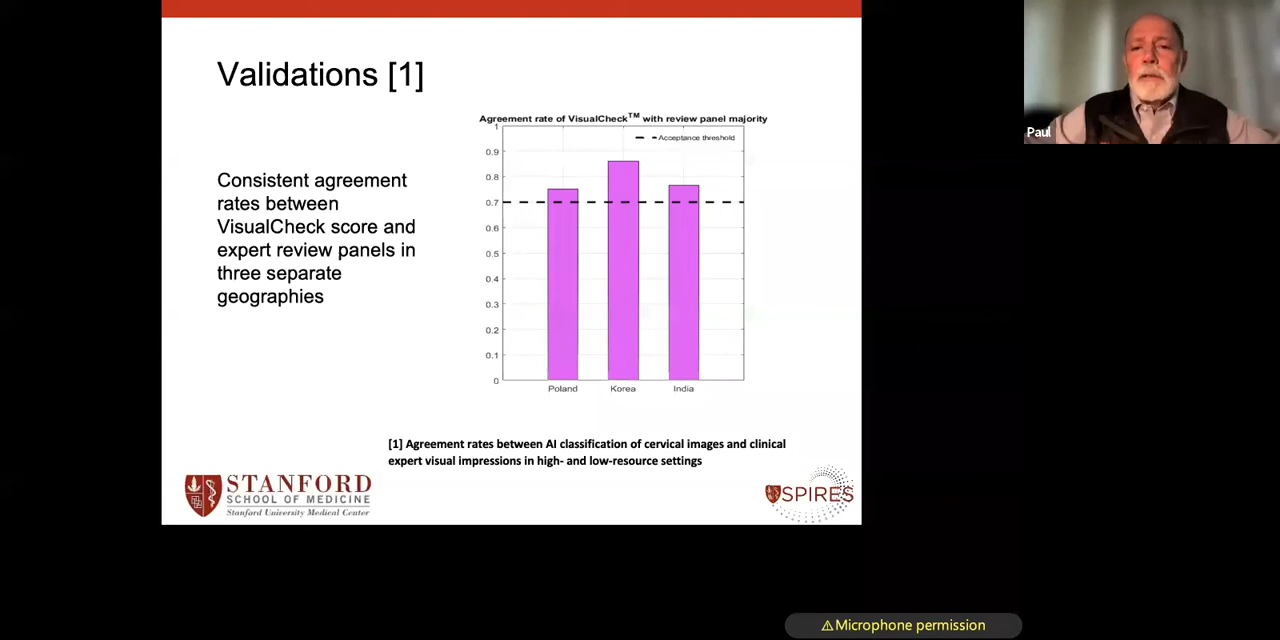 Validations [1]
Consistent agreement
rates between
VisualCheck score and
expert review panels in
three separate
geographies
Agreement rate of VisualCheck™ with review panel majority
Acceptance threshold
1
0.9
0.8
0.7
0.6
0.5
0.4
0.3
0.2
0.1
0
Poland Korea India
[1] Agreement rates between AI classification of cervical images and clinical
expert visual impressions in high- and low-resource settings
STANFORD
SCHOOL OF MEDICINE
Stanford University Medical Center
SPIRES
Paul
⚠Microphone permission